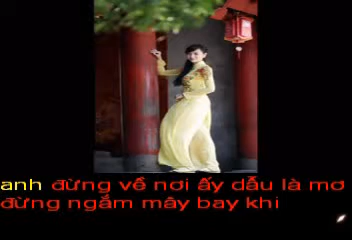 anh đừng về nơi ấy dẫu là mơ
đừng ngắm mây bay khi